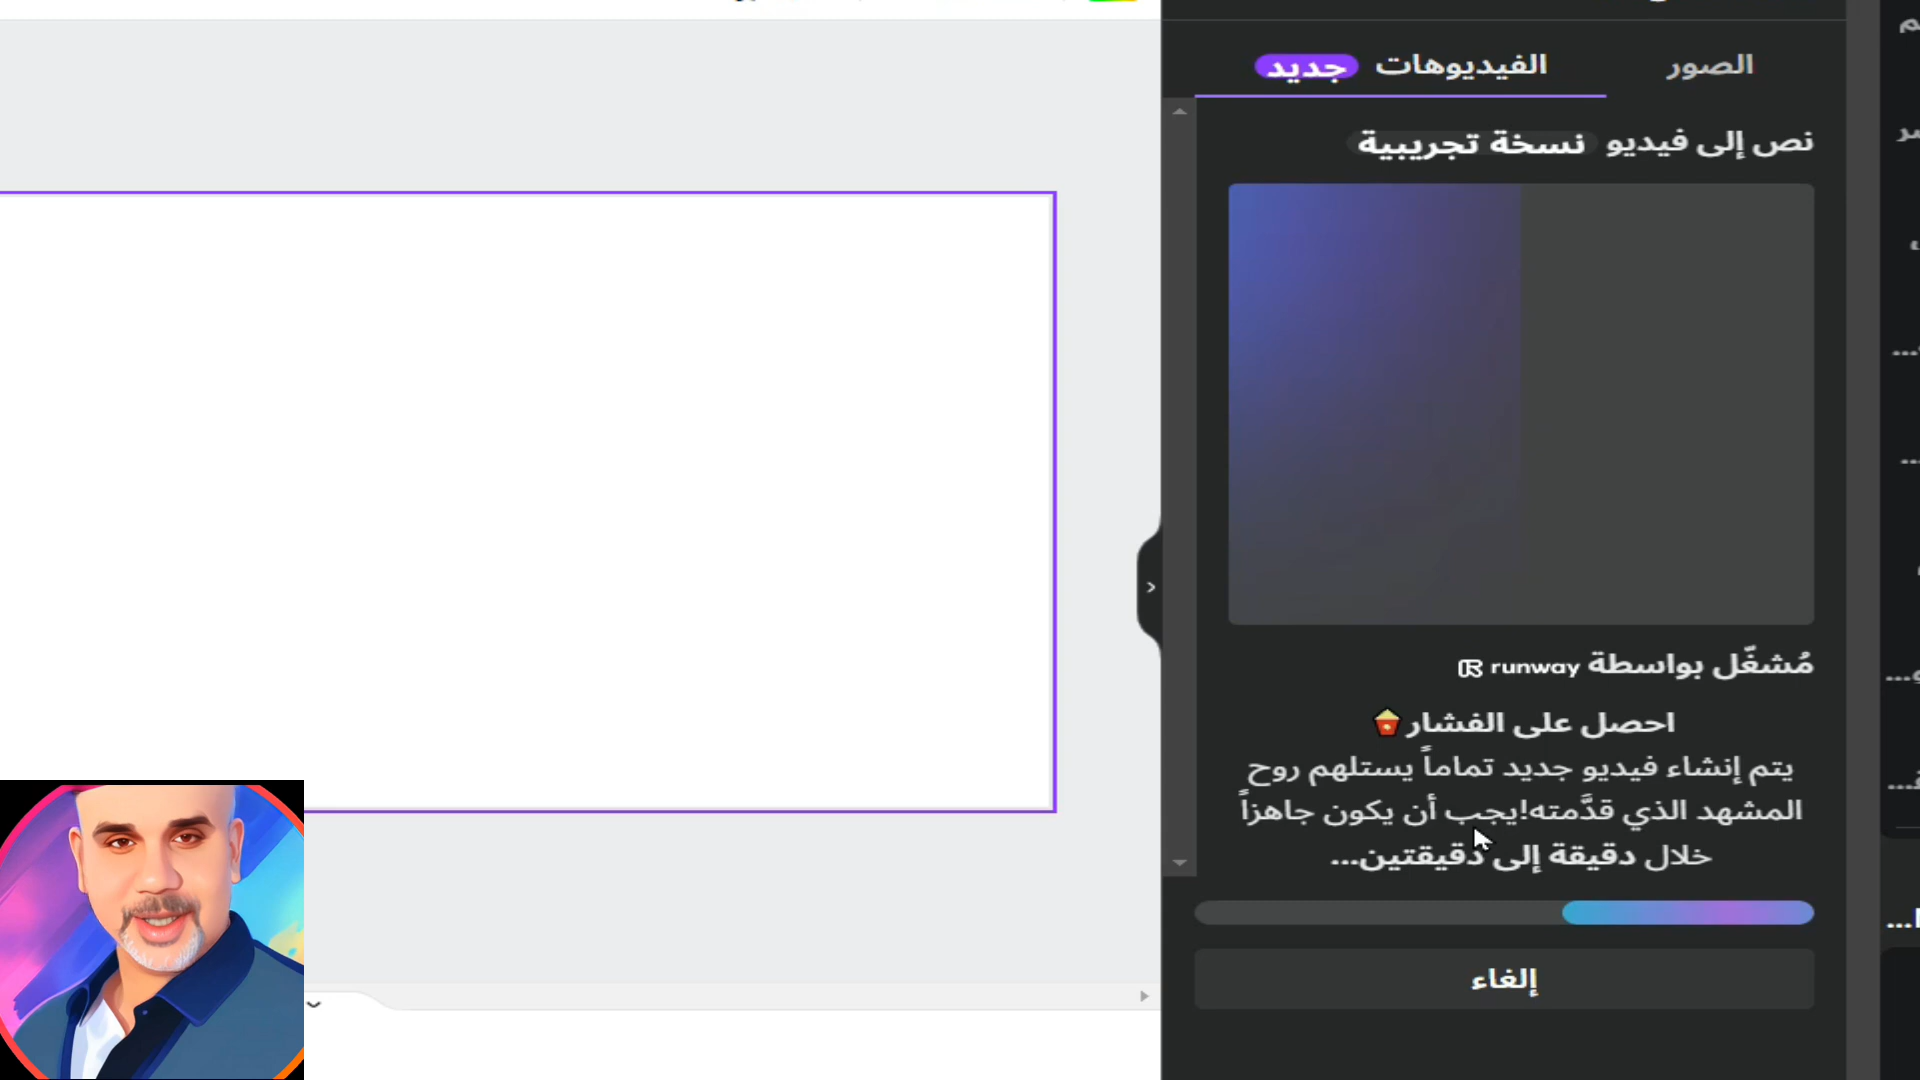 الصور
الفيديوهات جديد
نص إلى فيديو نسخة تجريبية
مُشغّل بواسطة runway
احصل على الفشار🍿
يتم إنشاء فيديو جديد تماماً يستلهم روح
المشهد الذي قدَّمته!يجب أن يكون جاهزاً
خلال دقيقة إلى دقيقتين...
إلغاء